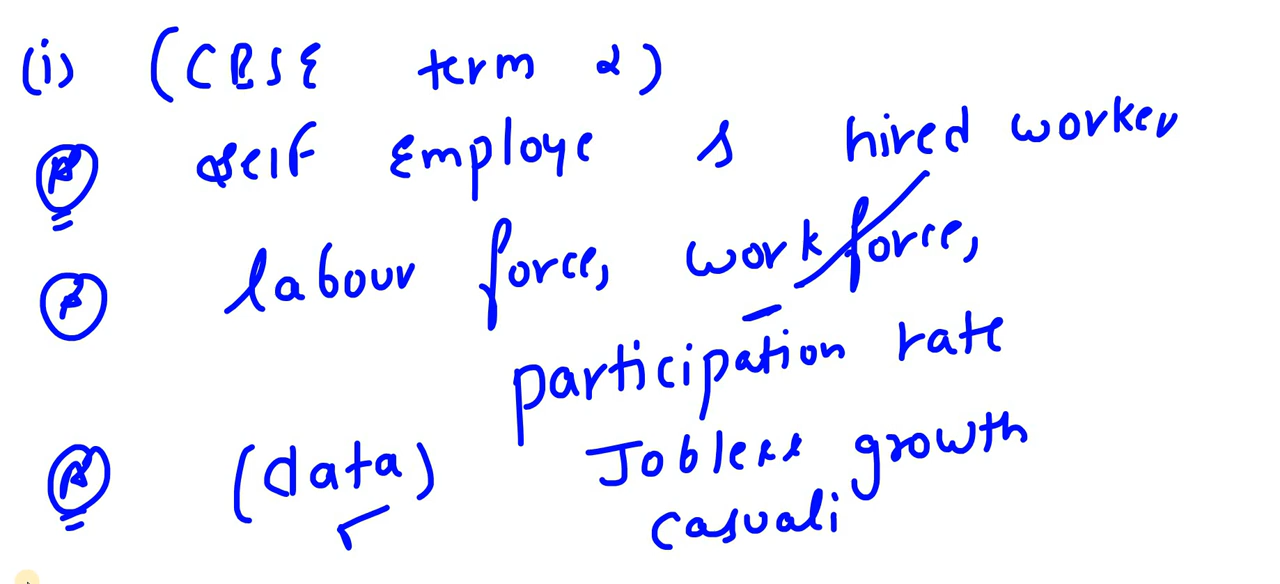 (i) (CBSE term 2)
self Employe & hired worker
labour force, work force,
participation rate
(data) Jobless growth
casuali